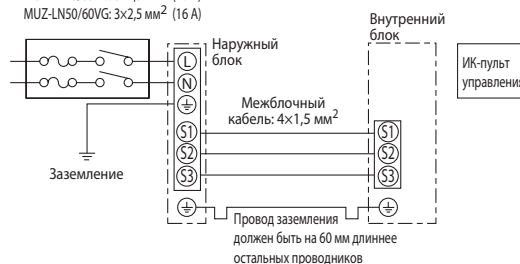 MUZ-LN50/60VG: 3×2,5 мм² (16 А)
Наружный
блок
Внутренний
блок
ИК-пульт
управления
L
N
Межблочный
кабель: 4×1,5 мм²
S1
S2
S3
S1
S2
S3
Заземление
Провод заземления
должен быть на 60 мм длиннее
остальных проводников